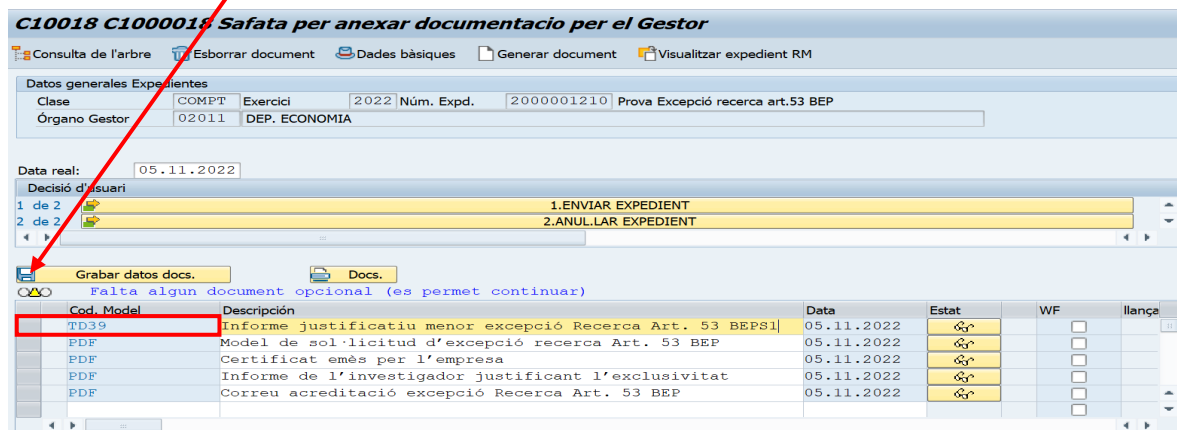 C10018 C1000018 Safata per anexar documentacio per el Gestor
Consulta de l'arbre Esborrar document Dades bàsiques Generar document Visualitzar expedient RM
Datos generales Expedientes
Clase COMPT Exercici 2022 Núm. Expd. 2000001210 Prova Excepció recerca art.53 BEP
Órgano Gestor 02011 DEP. ECONOMIA
Data real: 05.11.2022
Decisió d'usuari
1 de 2 1.ENVIAR EXPEDIENT
2 de 2 2.ANUL.LAR EXPEDIENT
Grabar datos docs. Docs.
Falta algun document opcional (es permet continuar)
Cod. Model Descripción Data Estat WF llança
TD39 Informe justificatiu menor excepció Recerca Art. 53 BEPS1 05.11.2022
PDF Model de sol·licitud d'excepció recerca Art. 53 BEP 05.11.2022
PDF Certificat emès per l'empresa 05.11.2022
PDF Informe de l'investigador justificant l'exclusivitat 05.11.2022
PDF Correu acreditació excepció Recerca Art. 53 BEP 05.11.2022